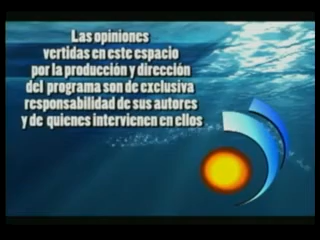 Las opiniones
vertidas en este espacio
por la producción y dirección
del programa son de exclusiva
responsabilidad de sus autores
y de quienes intervienen en ellos